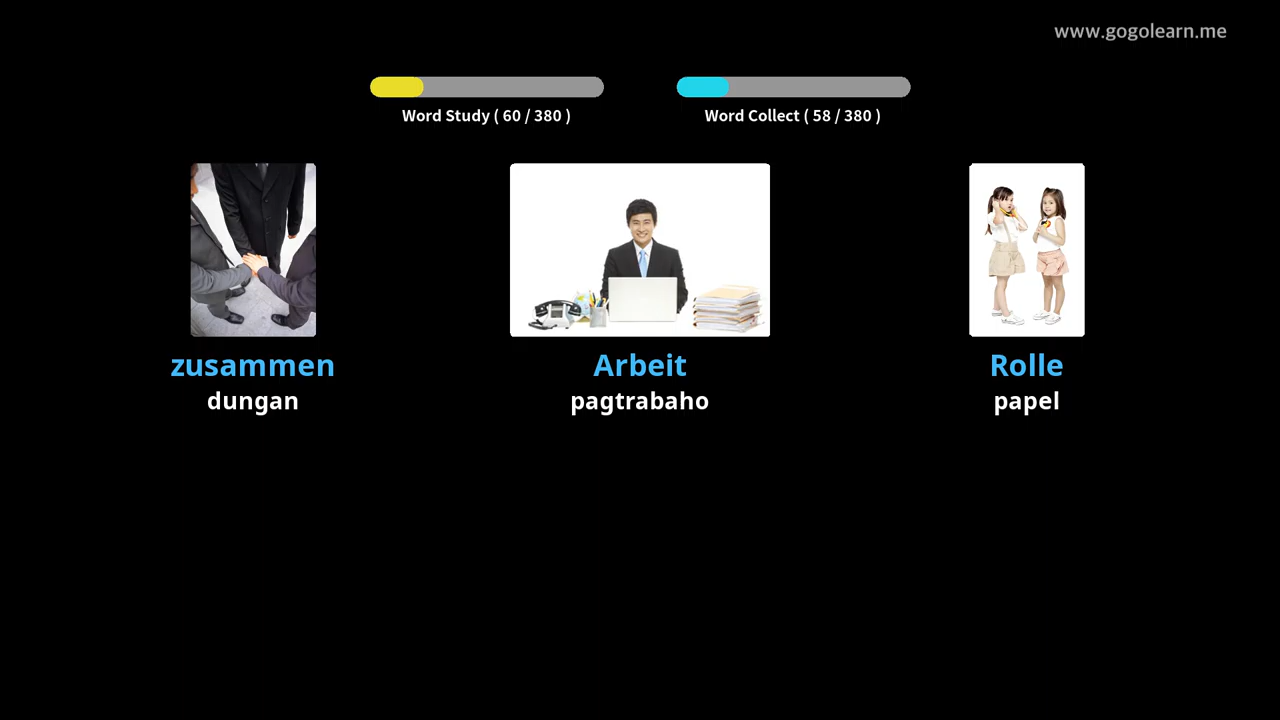 www.gogolearn.me
Word Study ( 60 / 380 )
Word Collect ( 58 / 380 )
zusammen
dungan
Arbeit
pagtrabaho
Rolle
papel